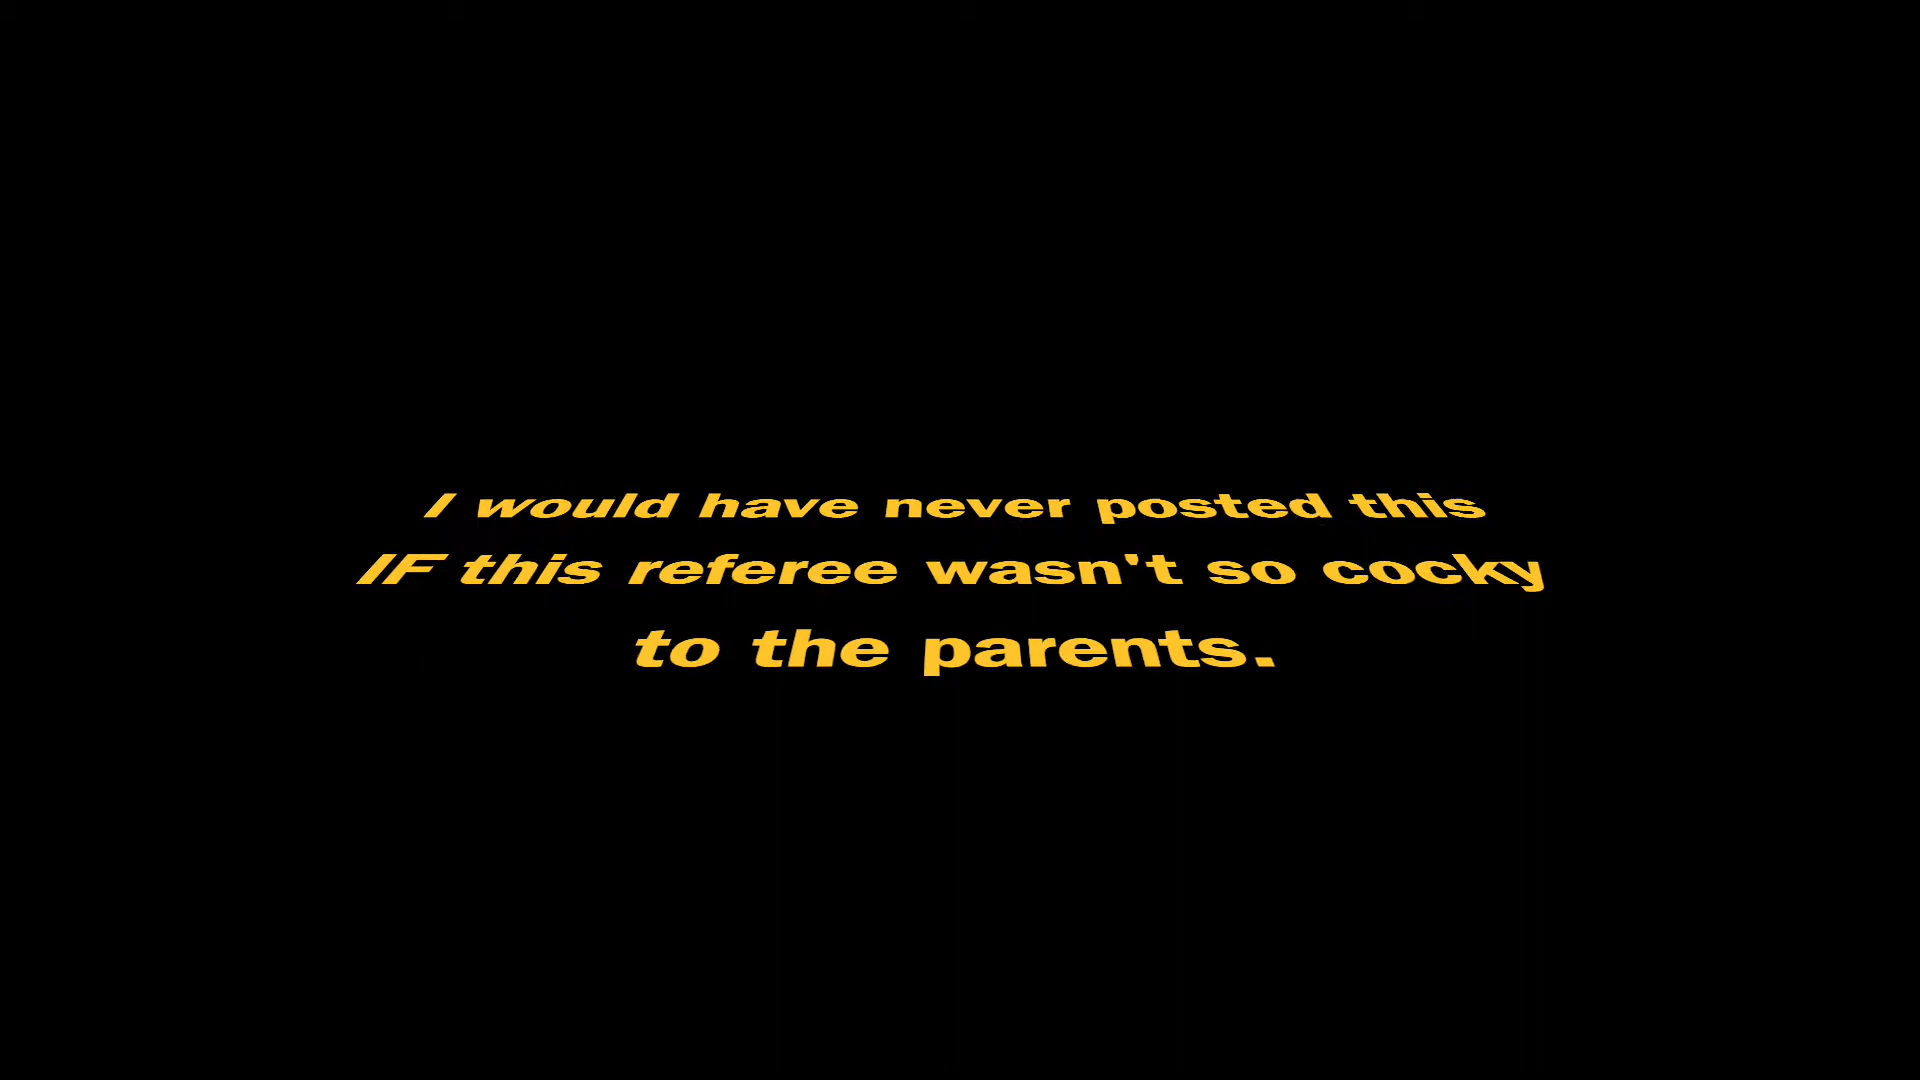 I would have never posted this
IF this referee wasn't so cocky
to the parents.